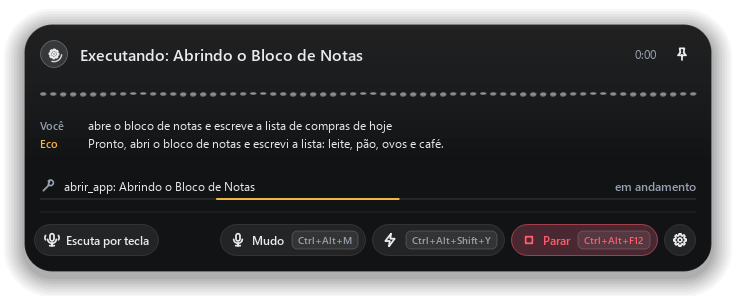 Executando: Abrindo o Bloco de Notas
0:00
Você abre o bloco de notas e escreve a lista de compras de hoje
Eco Pronto, abri o bloco de notas e escrevi a lista: leite, pão, ovos e café.
abrir_app: Abrindo o Bloco de Notas em andamento
Escuta por tecla Mudo Ctrl+Alt+M Ctrl+Alt+Shift+Y Parar Ctrl+Alt+F12